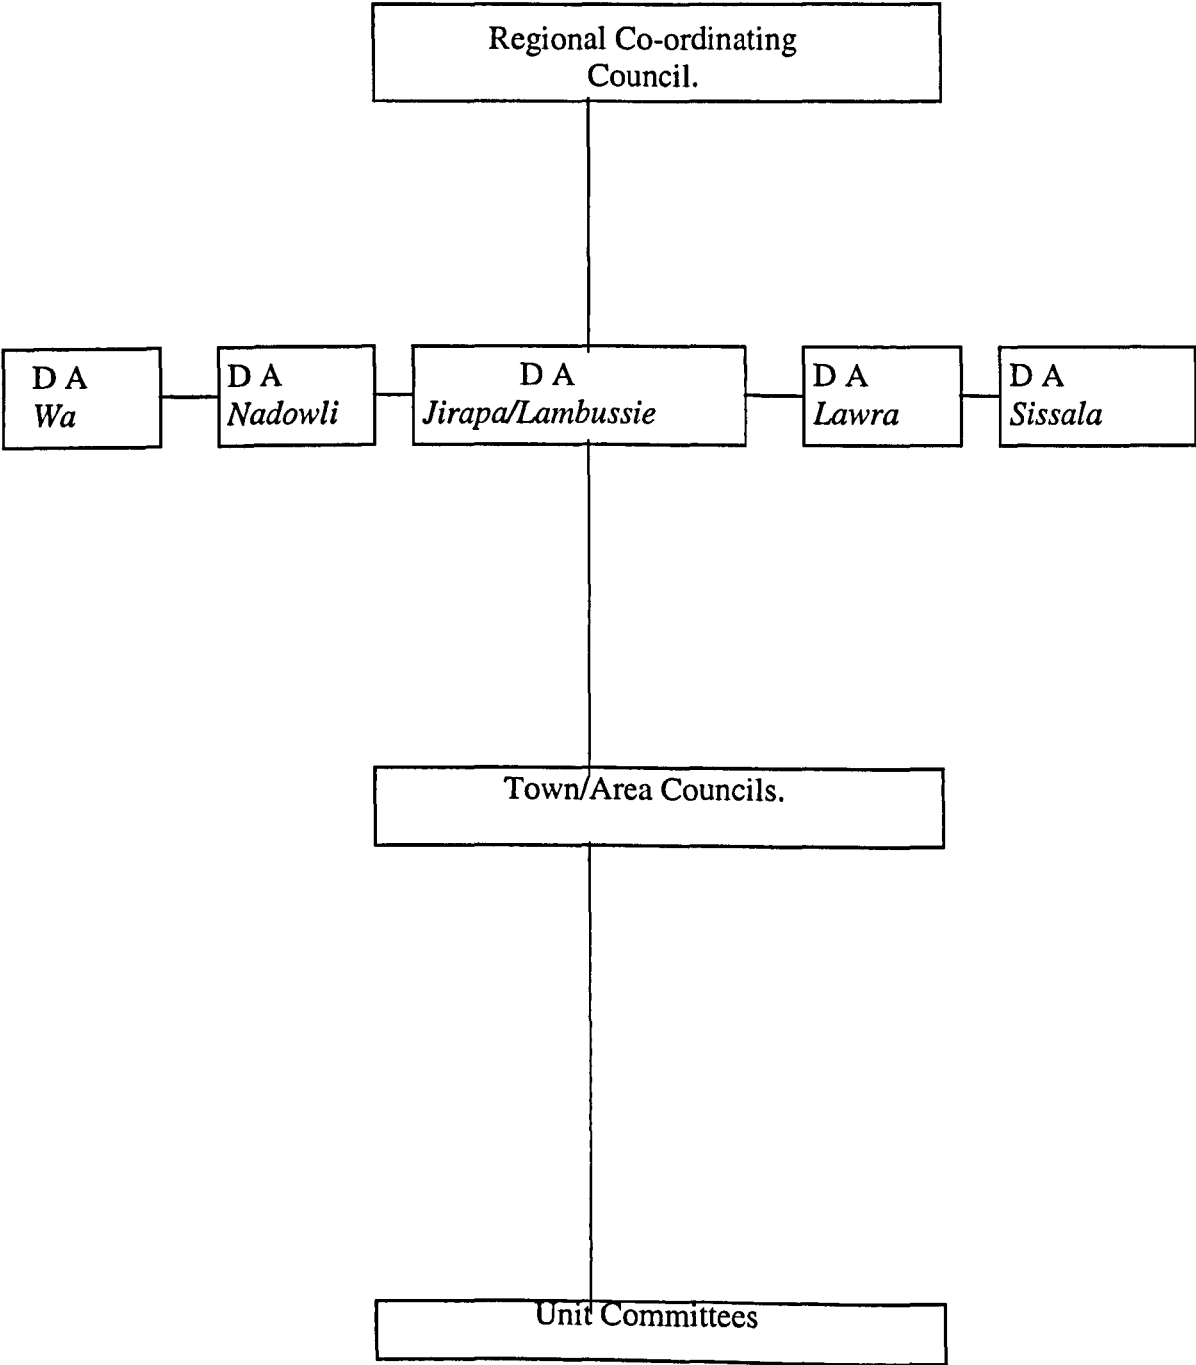 Regional Co-ordinating
Council.
D A
Wa
D A
Nadowli
D A
Jirapa/Lambussie
D A
Lawra
D A
Sissala
Town/Area Councils.
Unit Committees